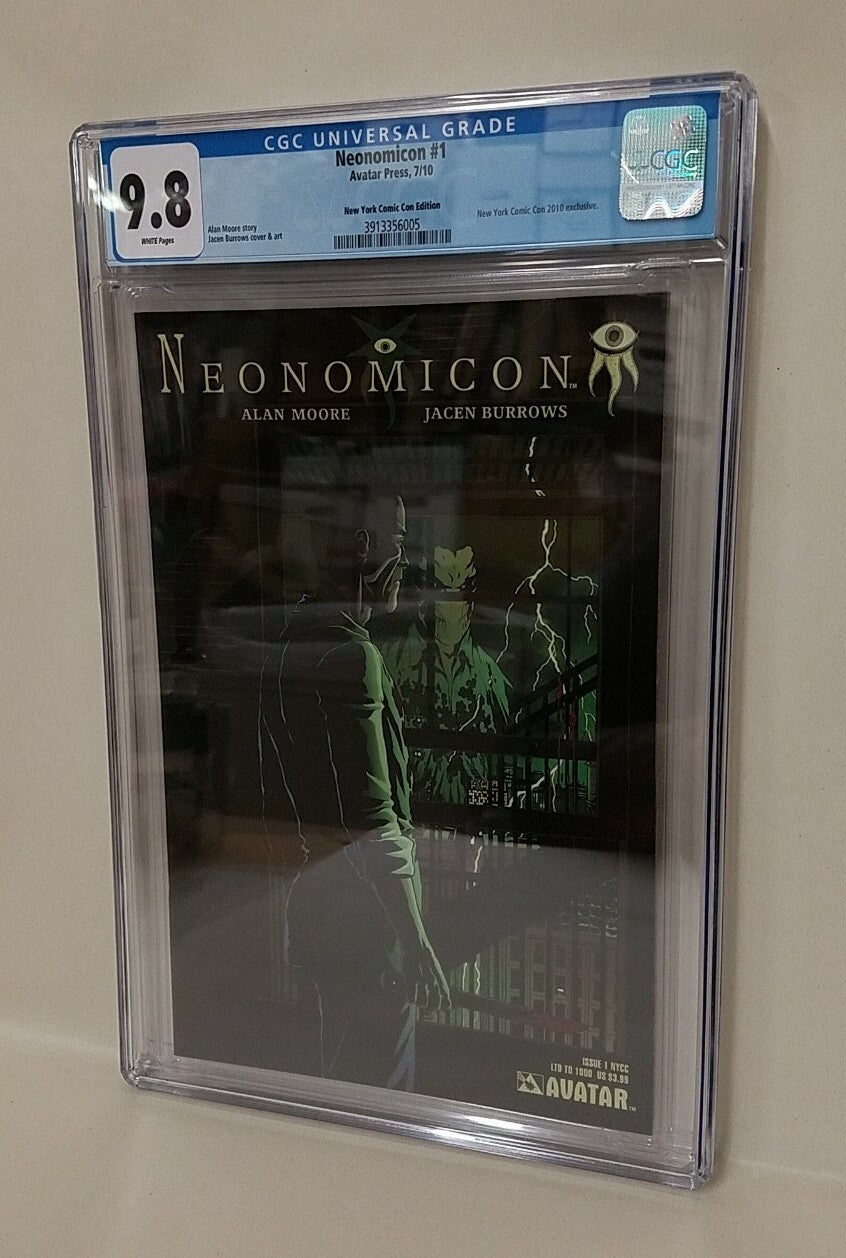 CGC UNIVERSAL GRADE
9.8
WHITE Pages
Neonomicon #1
Avatar Press, 7/10
New York Comic Con Edition
New York Comic Con 2010 exclusive.
Alan Moore story
Jacen Burrows cover & art
3913356005
CGC
NEONOMICON™
ALAN MOORE JACEN BURROWS
ISSUE 1 NYCC
LTD TO 1000 US $3.99
AVATAR™